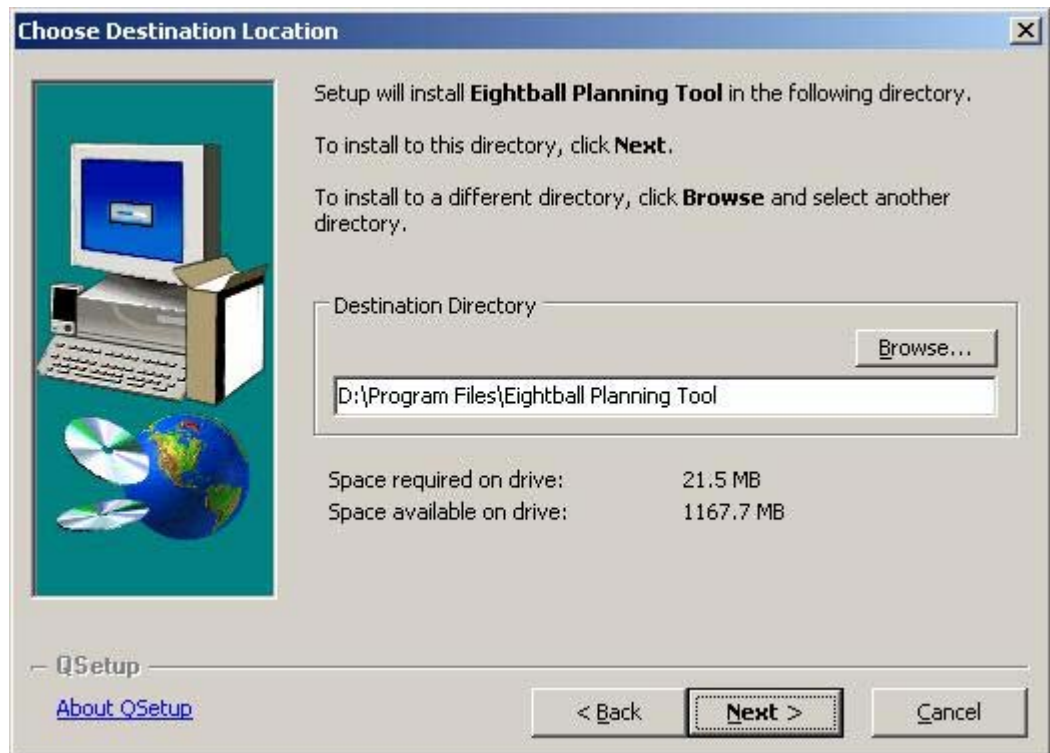 Choose Destination Location
Setup will install Eightball Planning Tool in the following directory.
To install to this directory, click Next.
To install to a different directory, click Browse and select another
directory.
Destination Directory
Browse...
D:\Program Files\Eightball Planning Tool
Space required on drive: 21.5 MB
Space available on drive: 1167.7 MB
QSetup
About QSetup
< Back
Next >
Cancel